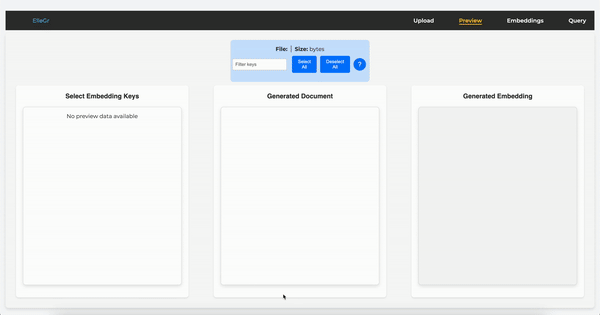 EliaGr
Upload Preview Embeddings Query
File: | Size: bytes
Filter keys
Select All
Deselect All
?
Select Embedding Keys
Generated Document
Generated Embedding
No preview data available